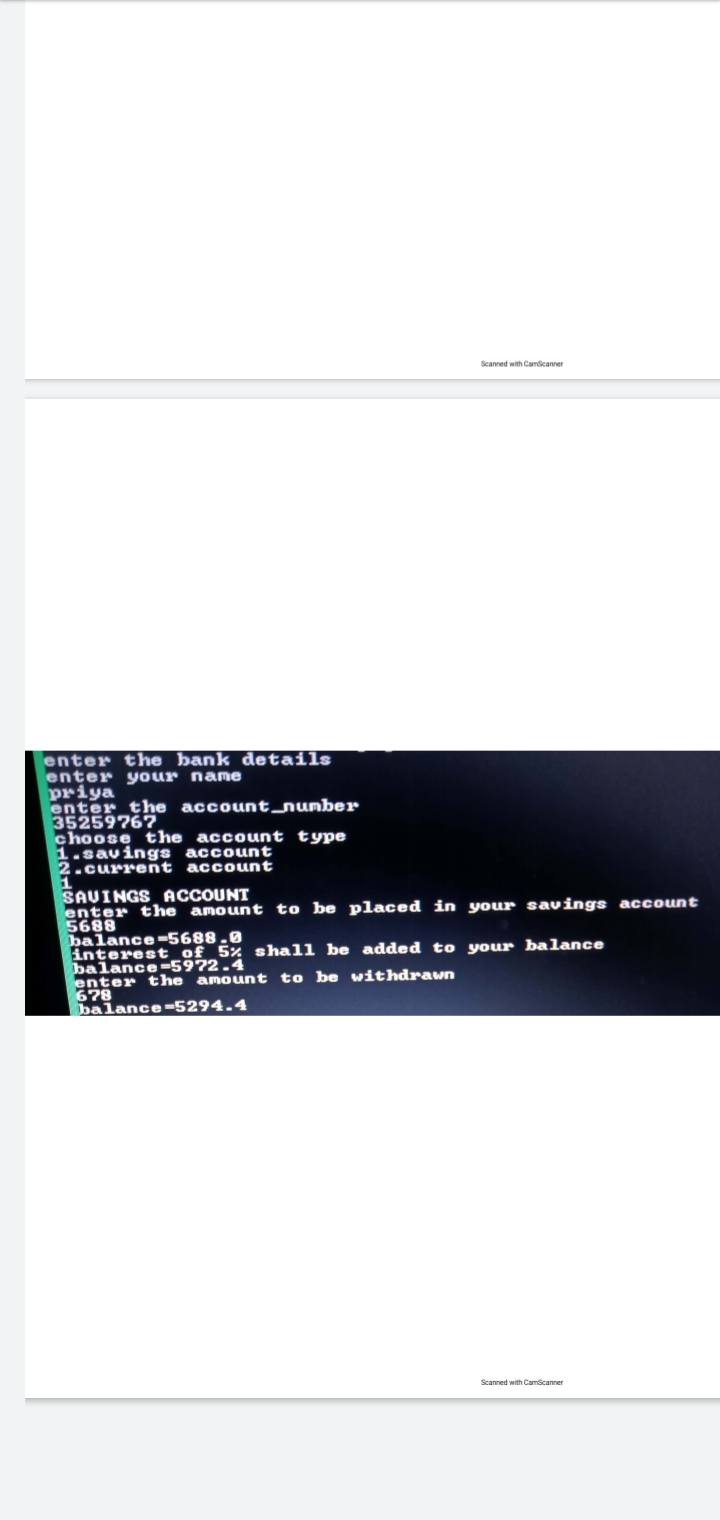 Scanned with CamScanner
enter the bank details
enter your name
priya
enter the account_number
35259767
choose the account type
1.savings account
2.current account
1
SAVINGS ACCOUNT
enter the amount to be placed in your savings account
5688
balance=5688.0
interest of 5% shall be added to your balance
balance=5972.4
enter the amount to be withdrawn
678
balance=5294.4
Scanned with CamScanner